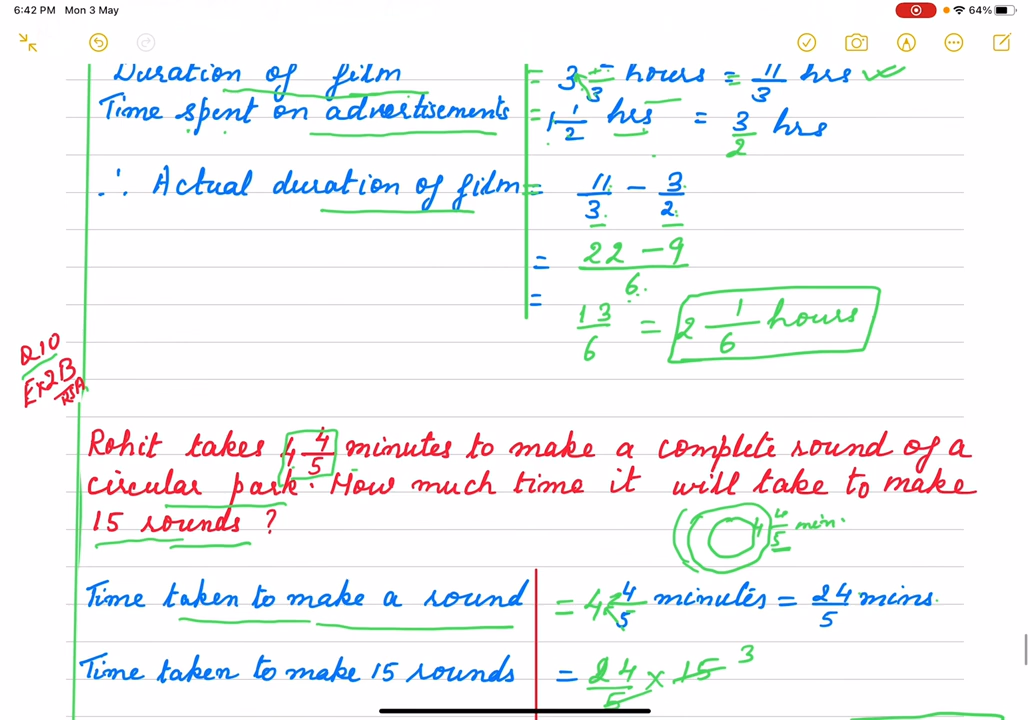 6:42 PM Mon 3 May
64%
Duration of film = 3 2/3 hours = 11/3 hrs
Time spent on advertisements = 1 1/2 hrs = 3/2 hrs
∴ Actual duration of film = 11/3 - 3/2
= 22 - 9/6
= 13/6 = 2 1/6 hours
Q10
Ex2B
RSA
Rohit takes 4 4/5 minutes to make a complete round of a
circular park. How much time it will take to make
15 rounds ?
4 4/5 min.
Time taken to make a round = 4 4/5 minutes = 24/5 mins.
Time taken to make 15 rounds = 24/5 x 15 3